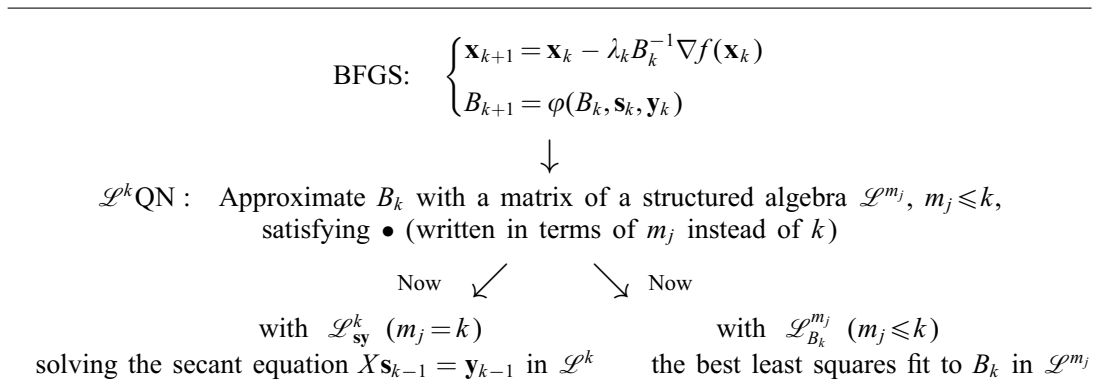 BFGS: { x_{k+1} = x_k − λ_k B_k^{−1} ∇f(x_k)
B_{k+1} = φ(B_k, s_k, y_k)
↓
ℒ^k QN : Approximate B_k with a matrix of a structured algebra ℒ^{m_j}, m_j ⩽ k,
satisfying • (written in terms of m_j instead of k)
Now ↙ ↘ Now
with ℒ^k_{sy} (m_j = k) with ℒ^{m_j}_{B_k} (m_j ⩽ k)
solving the secant equation Xs_{k−1} = y_{k−1} in ℒ^k the best least squares fit to B_k in ℒ^{m_j}